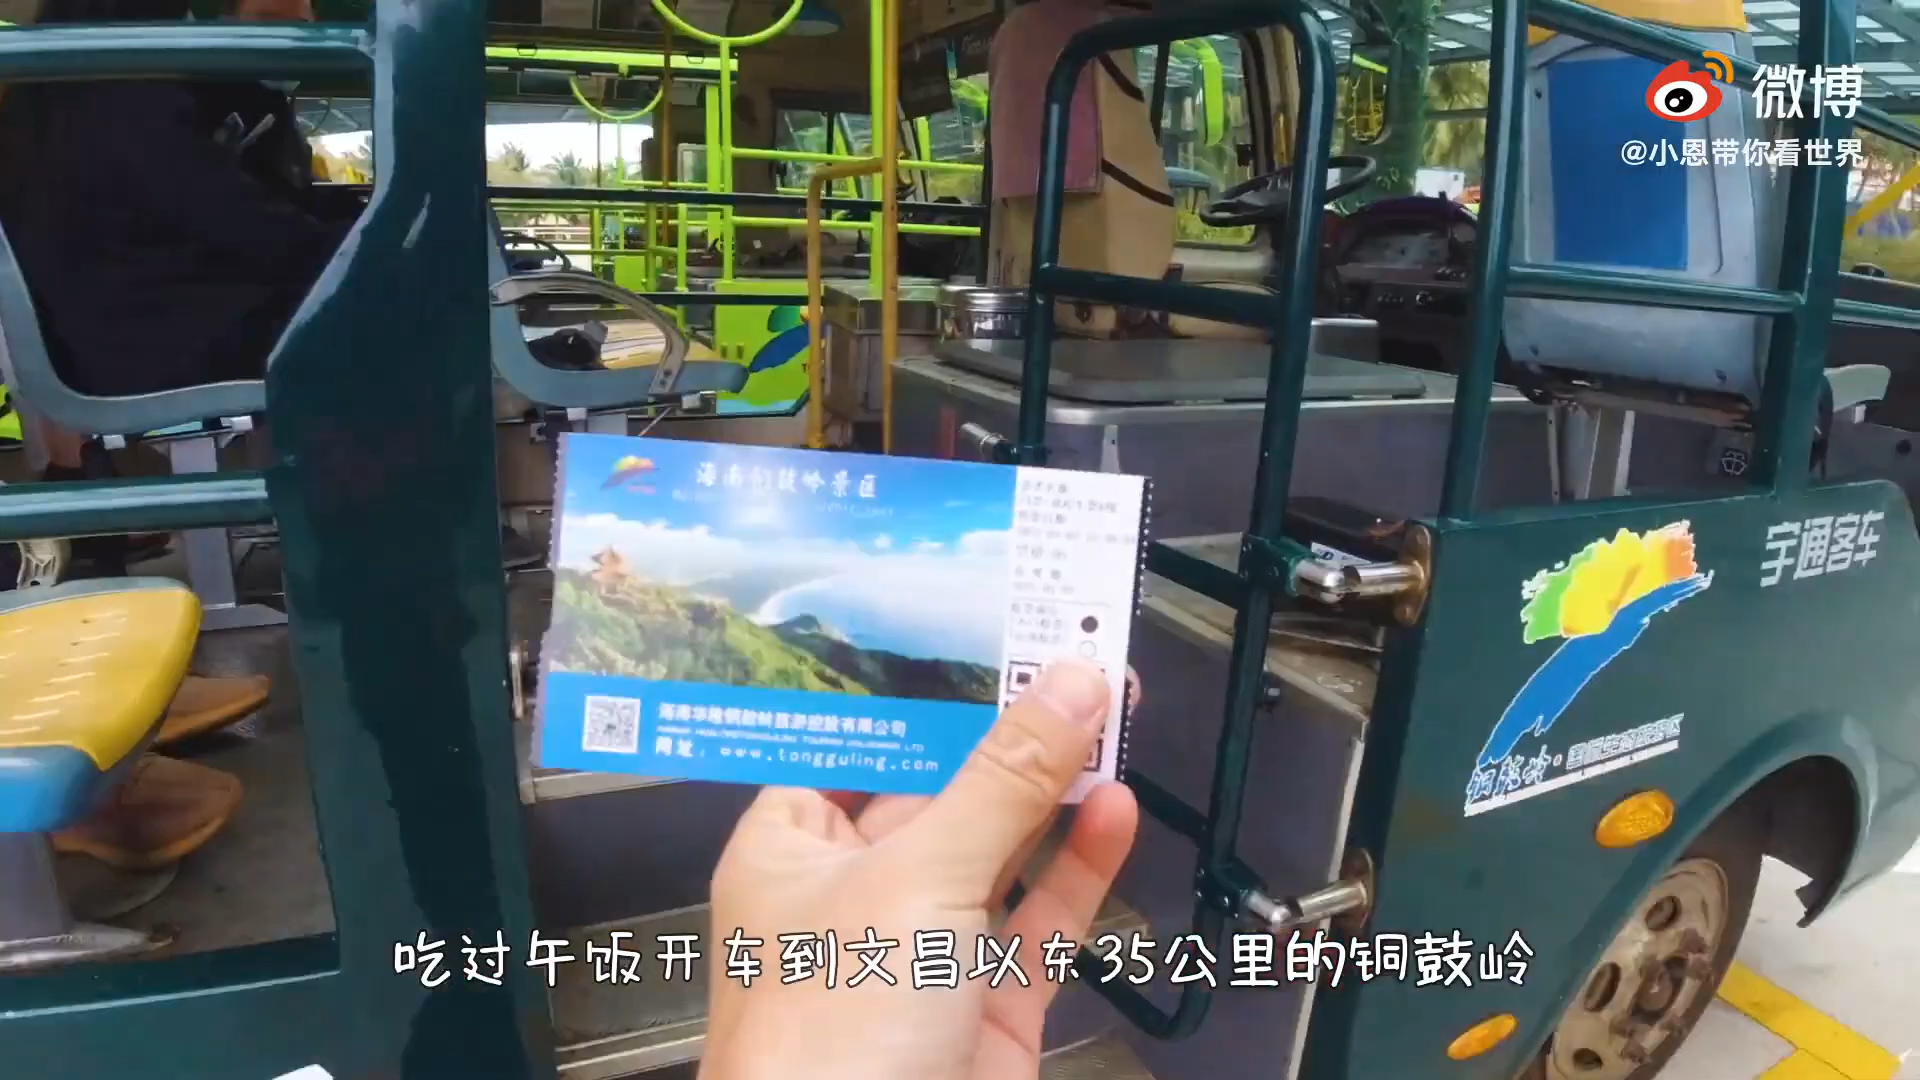 微博
@小恩带你看世界
海南铜鼓岭景区
海南华隆铜鼓岭旅游控股有限公司
网址：www.tongguling.com
宇通客车
铜鼓岭·国际生态旅游区
吃过午饭开车到文昌以东35公里的铜鼓岭